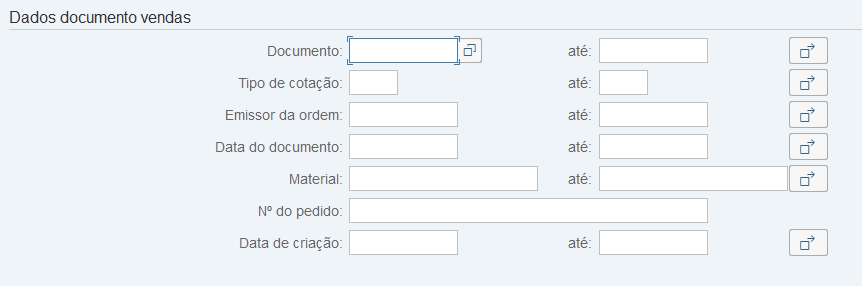 Dados documento vendas
Documento: até:
Tipo de cotação: até:
Emissor da ordem: até:
Data do documento: até:
Material: até:
Nº do pedido:
Data de criação: até: